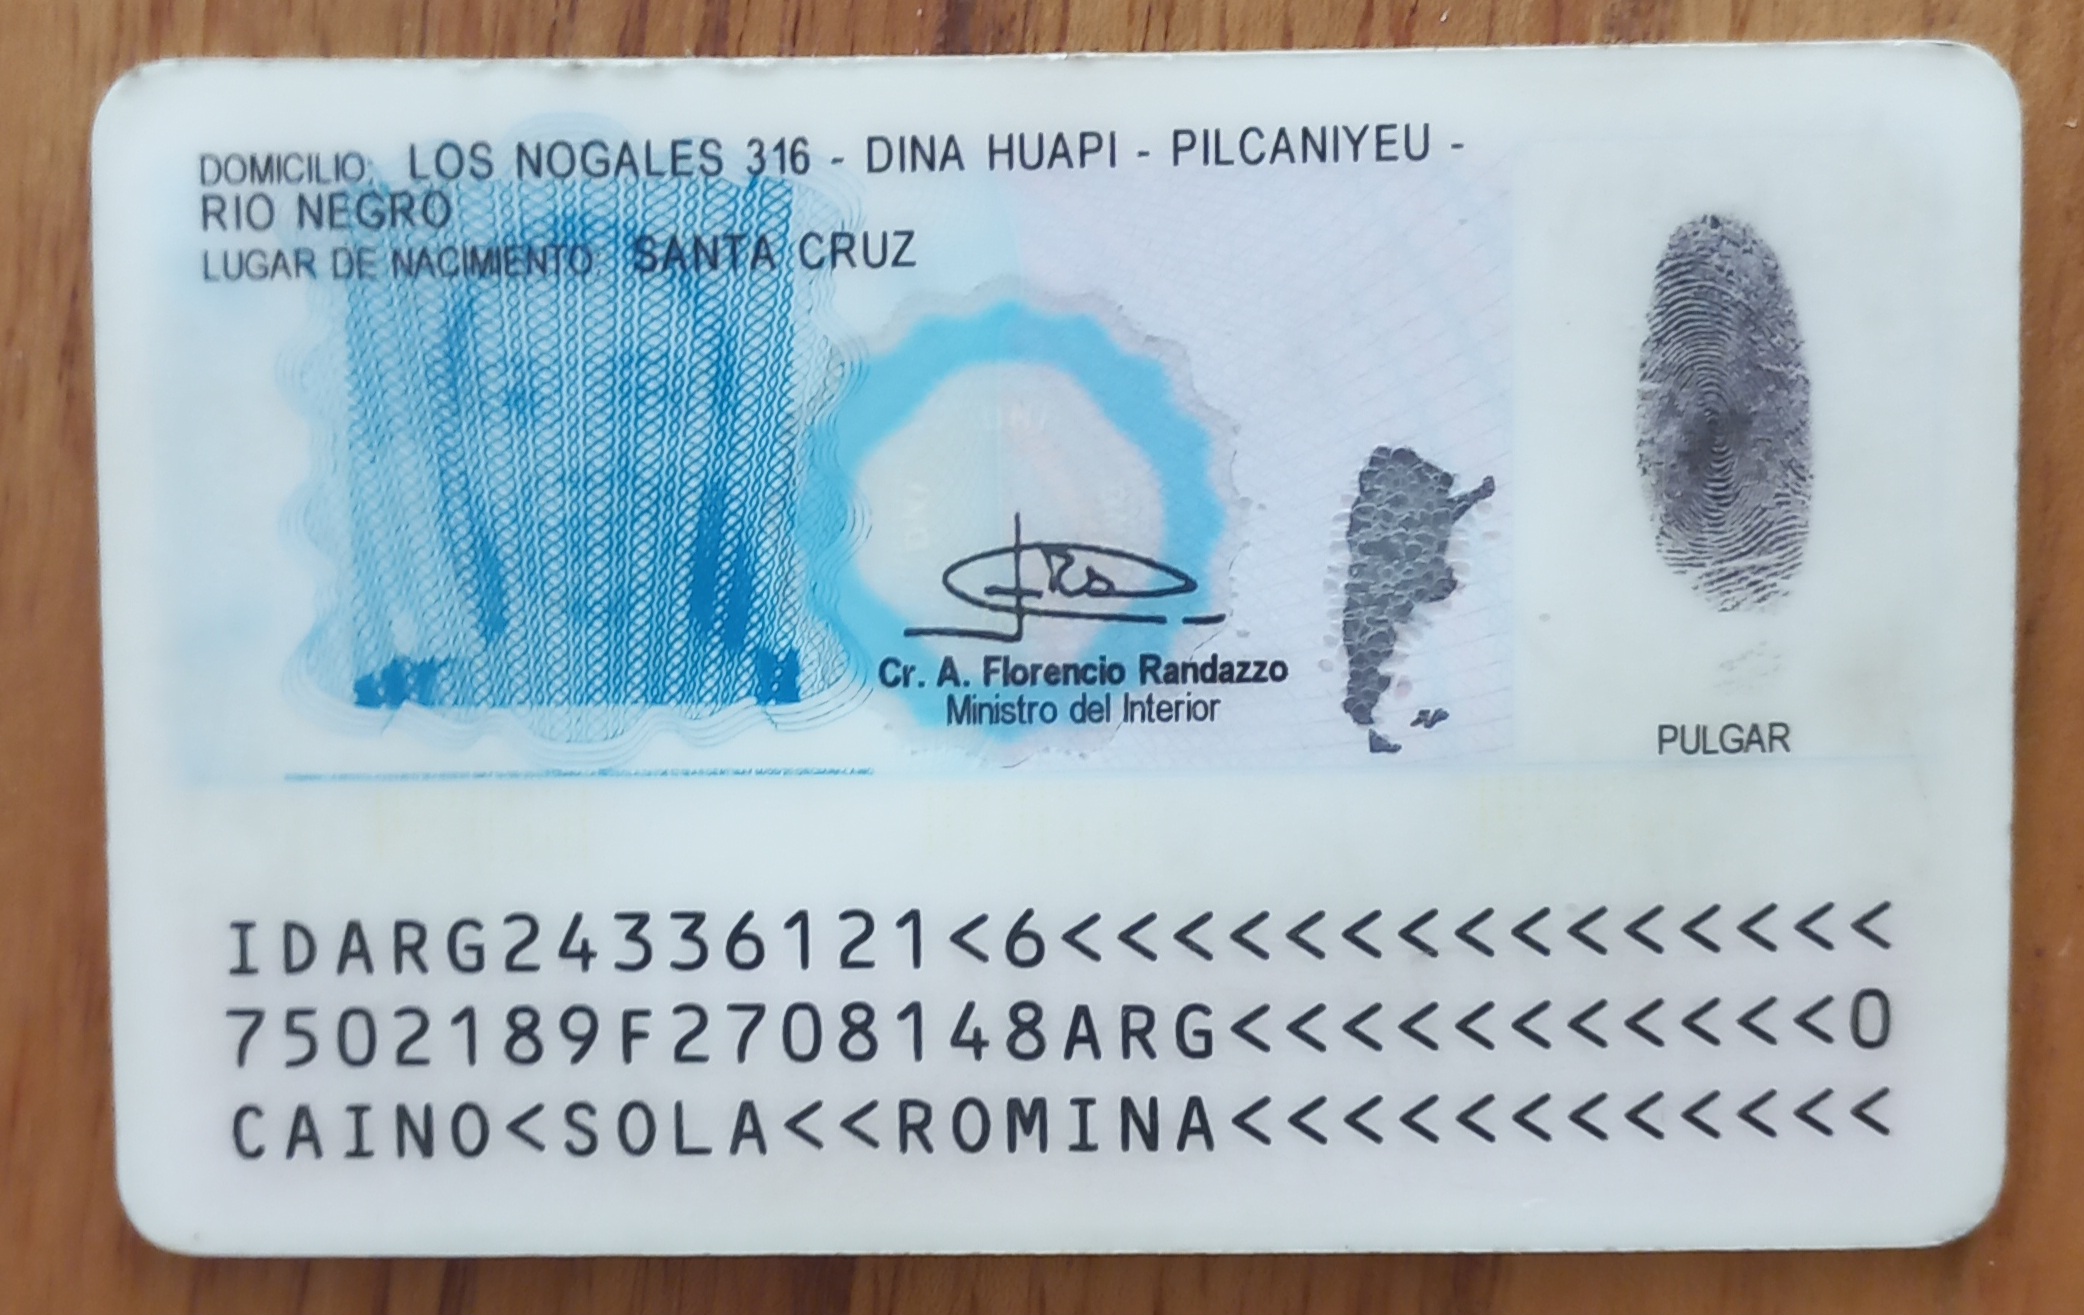 DOMICILIO: LOS NOGALES 316 - DINA HUAPI - PILCANIYEU -
RIO NEGRO
LUGAR DE NACIMIENTO: SANTA CRUZ
Cr. A. Florencio Randazzo
Ministro del Interior
PULGAR
IDARG24336121<6<<<<<<<<<<<<<<<
7502189F2708148ARG<<<<<<<<<<<0
CAINO<SOLA<<ROMINA<<<<<<<<<<<<